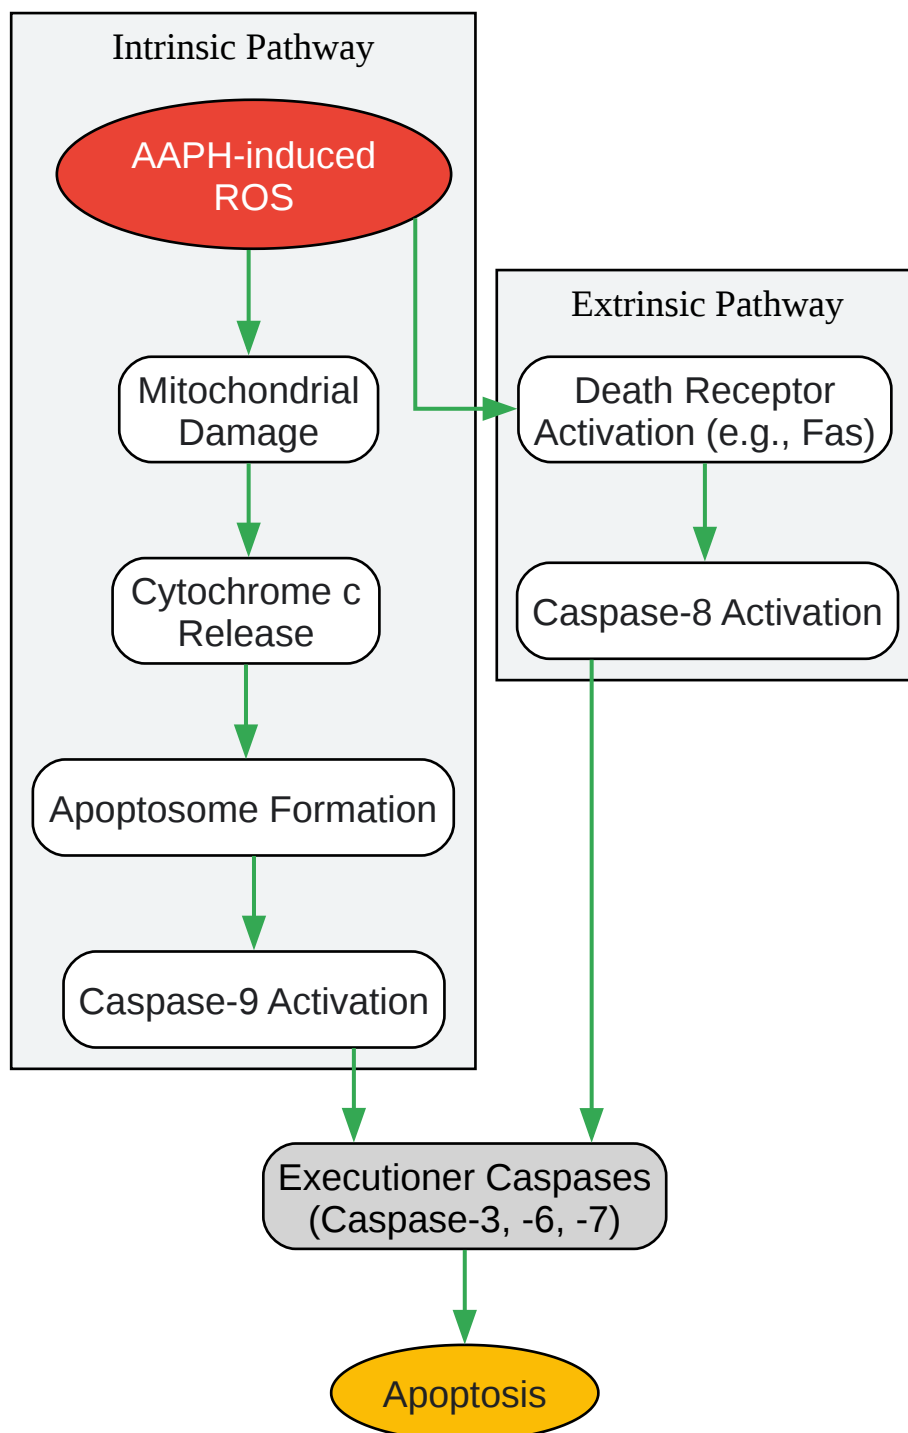 Intrinsic Pathway
AAPH-induced
ROS
Mitochondrial
Damage
Cytochrome c
Release
Apoptosome Formation
Caspase-9 Activation
Extrinsic Pathway
Death Receptor
Activation (e.g., Fas)
Caspase-8 Activation
Executioner Caspases
(Caspase-3, -6, -7)
Apoptosis